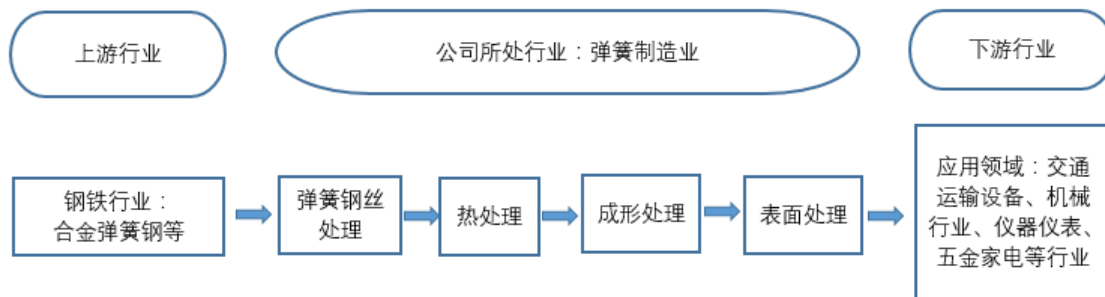 上游行业
公司所处行业：弹簧制造业
下游行业
钢铁行业：
合金弹簧钢等
弹簧钢丝
处理
热处理
成形处理
表面处理
应用领域：交通
运输设备、机械
行业、仪器仪表、
五金家电等行业